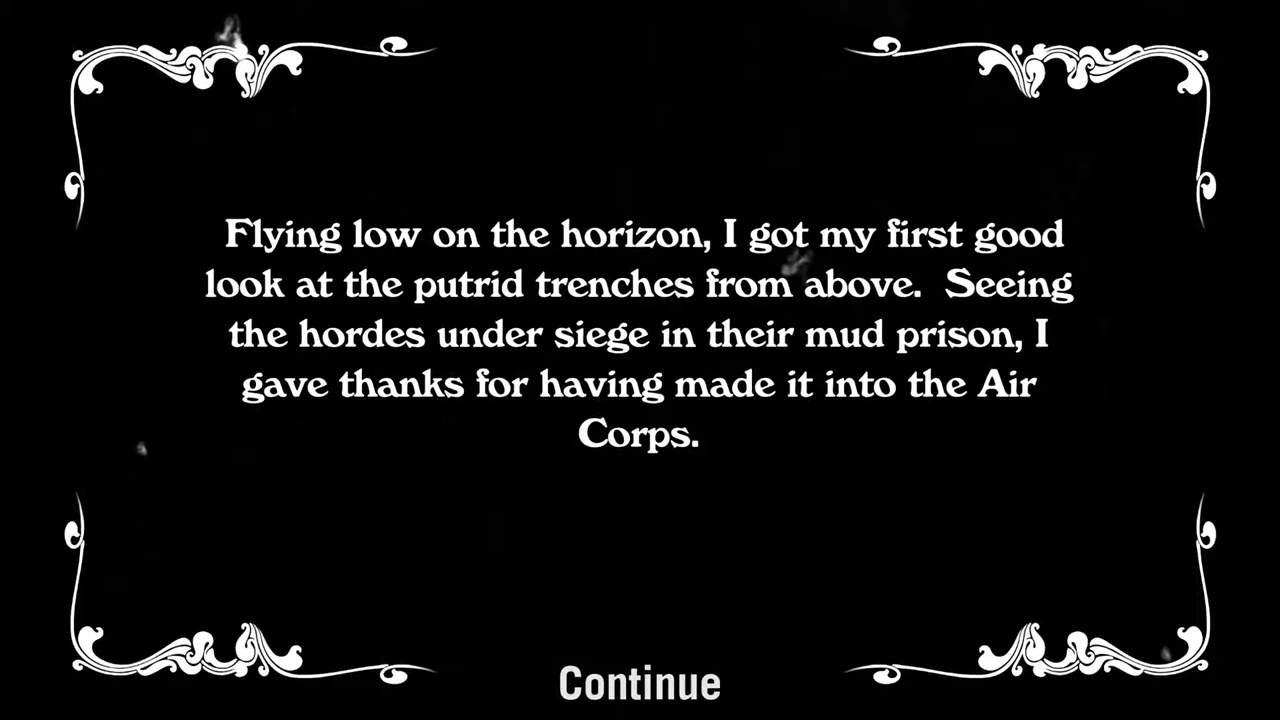 Flying low on the horizon, I got my first good
look at the putrid trenches from above.  Seeing
the hordes under siege in their mud prison, I
gave thanks for having made it into the Air
Corps.
Continue